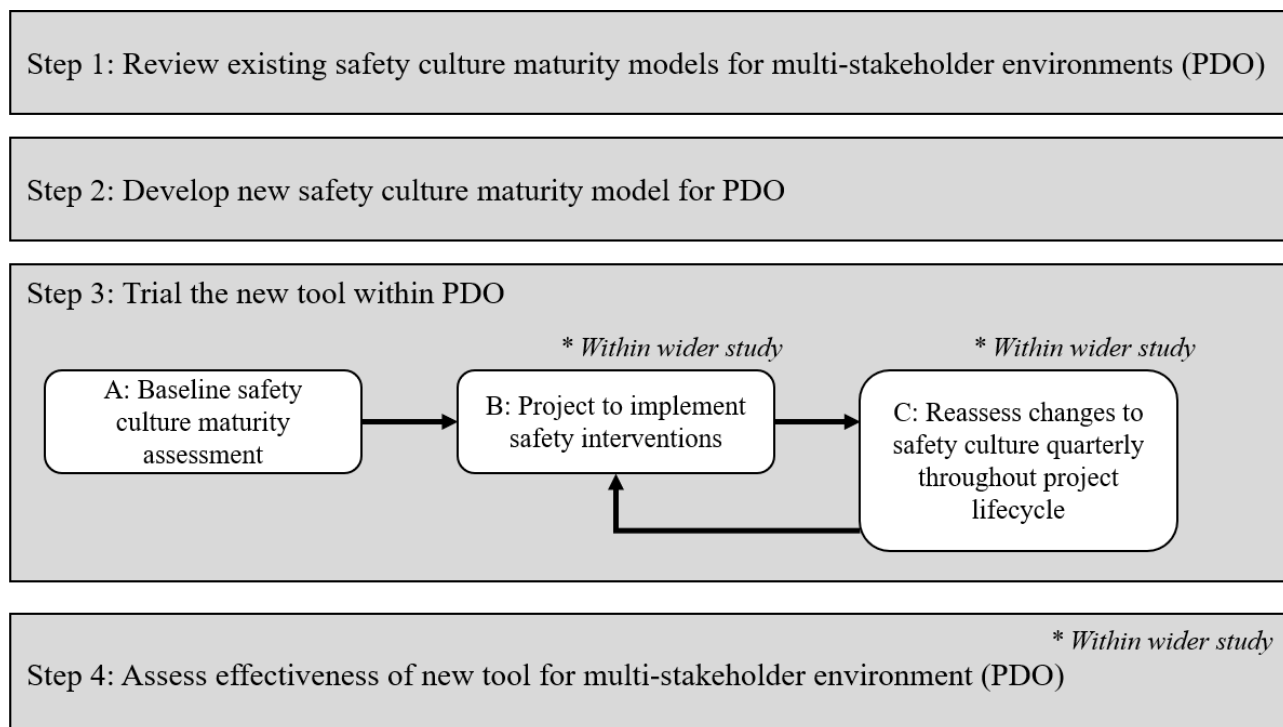 Step 1: Review existing safety culture maturity models for multi-stakeholder environments (PDO)
Step 2: Develop new safety culture maturity model for PDO
Step 3: Trial the new tool within PDO
* Within wider study
* Within wider study
A: Baseline safety
culture maturity
assessment
B: Project to implement
safety interventions
C: Reassess changes to
safety culture quarterly
throughout project
lifecycle
* Within wider study
Step 4: Assess effectiveness of new tool for multi-stakeholder environment (PDO)